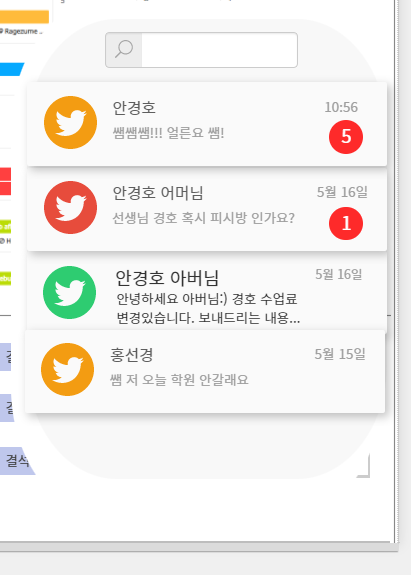 Ragezume ..
안경호
10:56
쌤쌤쌤!!! 얼른요 쌤!
5
안경호 어머님
5월 16일
선생님 경호 혹시 피시방 인가요?
1
안경호 아버님
5월 16일
안녕하세요 아버님:) 경호 수업료
변경있습니다. 보내드리는 내용...
홍선경
5월 15일
쌤 저 오늘 학원 안갈래요
결석